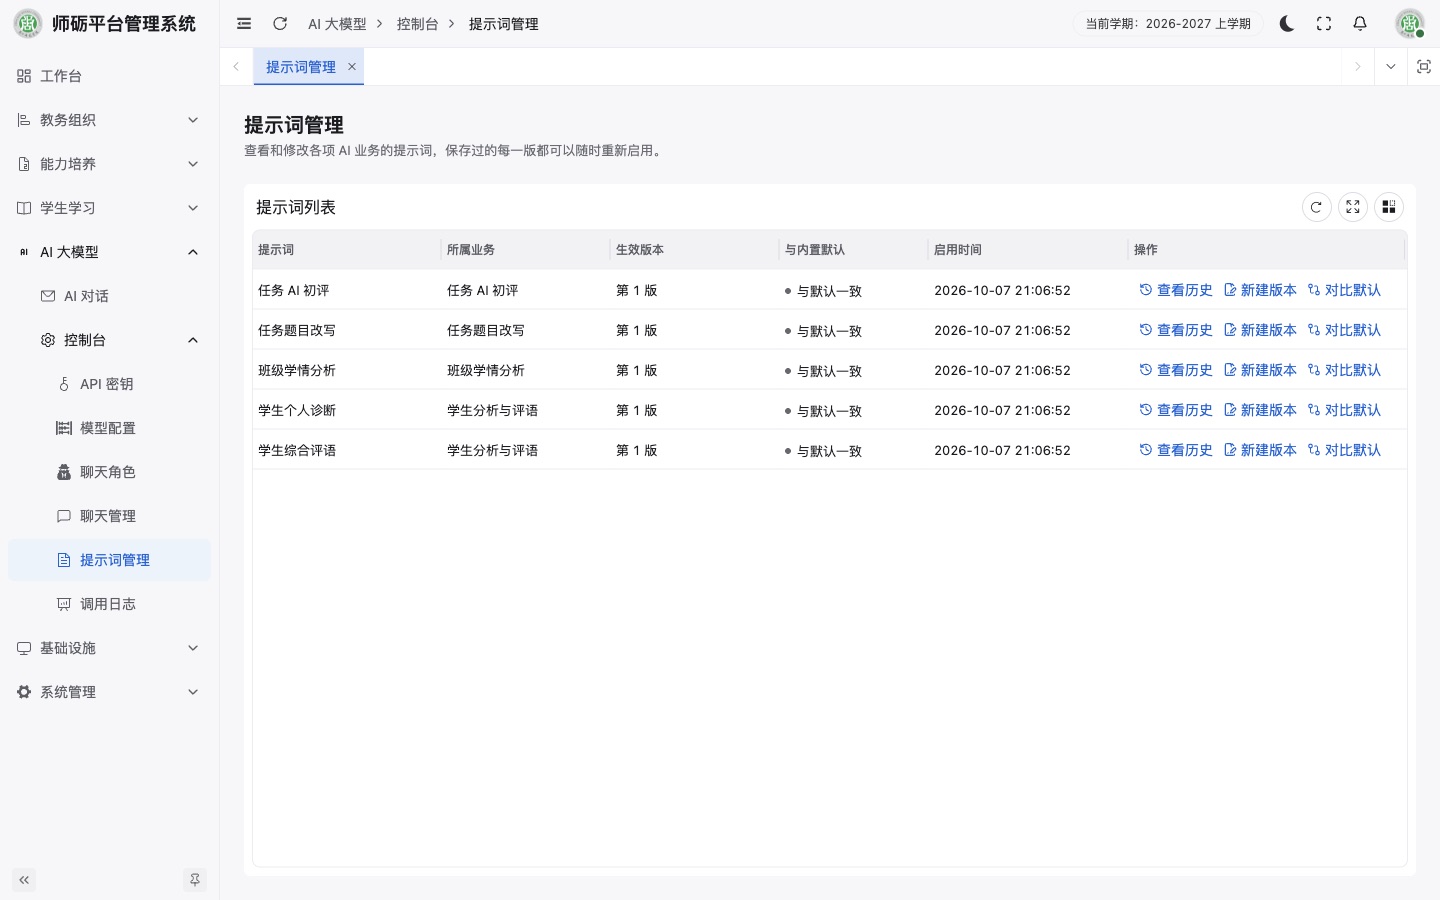 师砺平台管理系统
AI 大模型 > 控制台 > 提示词管理
当前学期：2026-2027 上学期
提示词管理
工作台
教务组织
能力培养
学生学习
AI 大模型
AI 对话
控制台
API 密钥
模型配置
聊天角色
聊天管理
提示词管理
调用日志
基础设施
系统管理
提示词管理
查看和修改各项 AI 业务的提示词，保存过的每一版都可以随时重新启用。
提示词列表
提示词 所属业务 生效版本 与内置默认 启用时间 操作
任务 AI 初评 任务 AI 初评 第 1 版 与默认一致 2026-10-07 21:06:52 查看历史 新建版本 对比默认
任务题目改写 任务题目改写 第 1 版 与默认一致 2026-10-07 21:06:52 查看历史 新建版本 对比默认
班级学情分析 班级学情分析 第 1 版 与默认一致 2026-10-07 21:06:52 查看历史 新建版本 对比默认
学生个人诊断 学生分析与评语 第 1 版 与默认一致 2026-10-07 21:06:52 查看历史 新建版本 对比默认
学生综合评语 学生分析与评语 第 1 版 与默认一致 2026-10-07 21:06:52 查看历史 新建版本 对比默认